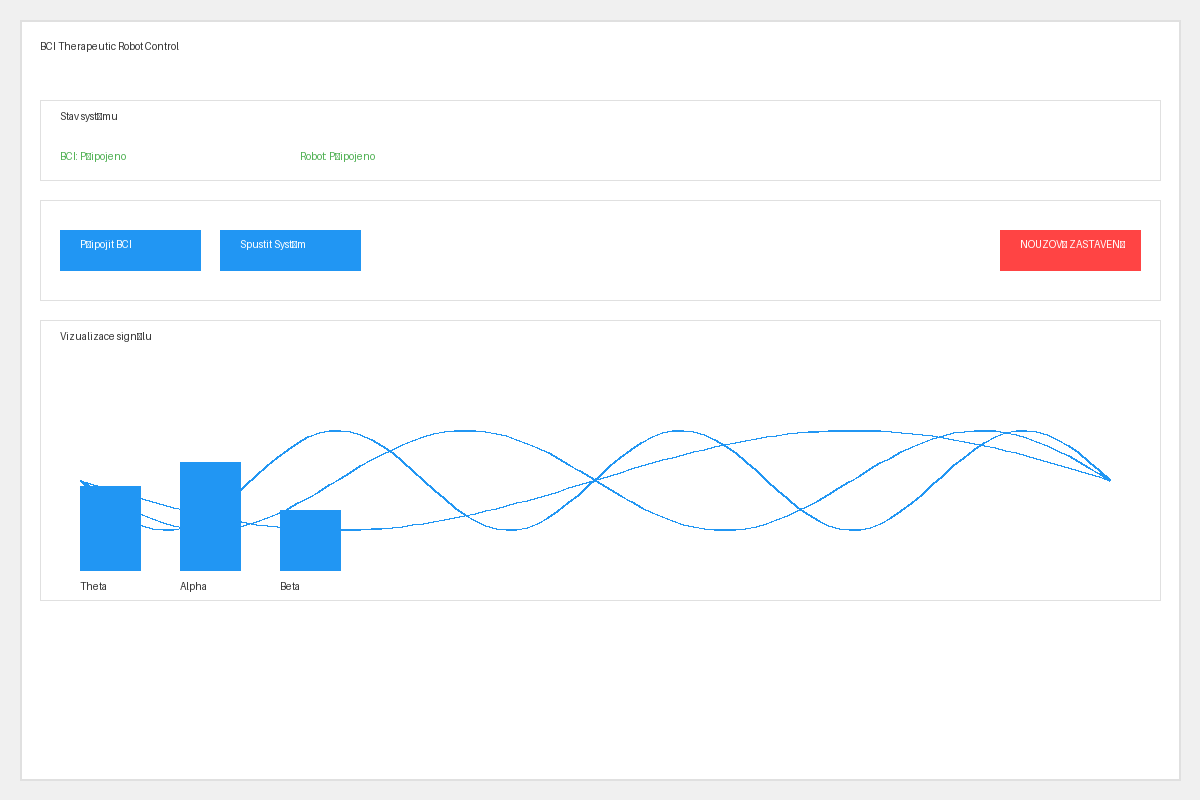 BCI Therapeutic Robot Control
Stav syst□mu
BCI: P□ipojeno
Robot: P□ipojeno
P□ipojit BCI
Spustit Syst□m
NOUZOV□ ZASTAVEN□
Vizualizace sign□lu
Theta
Alpha
Beta